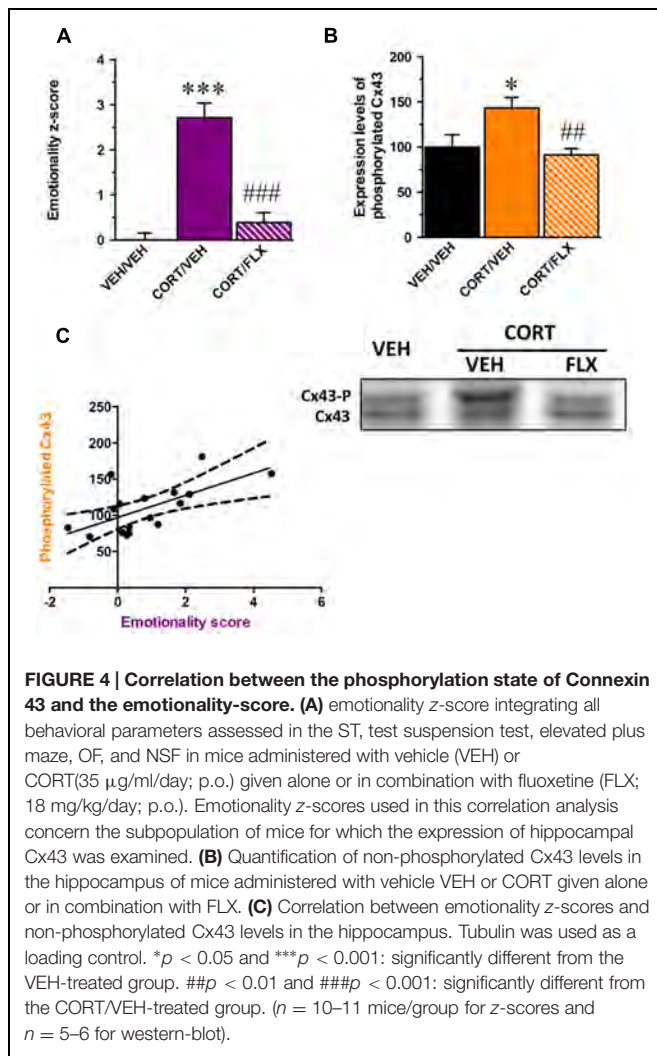 A
B
Emotionality z-score
4
3
2
1
0
***
###
VEH/VEH
CORT/VEH
CORT/FLX
Expression levels of
phosphorylated Cx43
200
150
100
50
0
*
##
VEH/VEH
CORT/VEH
CORT/FLX
C
Phosphorylated Cx43
250
200
150
100
50
-2
0
2
4
6
Emotionality score
VEH
CORT
VEH
FLX
Cx43-P
Cx43
FIGURE 4 | Correlation between the phosphorylation state of Connexin
43 and the emotionality-score. (A) emotionality z-score integrating all
behavioral parameters assessed in the ST, test suspension test, elevated plus
maze, OF, and NSF in mice administered with vehicle (VEH) or
CORT(35 μg/ml/day; p.o.) given alone or in combination with fluoxetine (FLX;
18 mg/kg/day; p.o.). Emotionality z-scores used in this correlation analysis
concern the subpopulation of mice for which the expression of hippocampal
Cx43 was examined. (B) Quantification of non-phosphorylated Cx43 levels in
the hippocampus of mice administered with vehicle VEH or CORT given alone
or in combination with FLX. (C) Correlation between emotionality z-scores and
non-phosphorylated Cx43 levels in the hippocampus. Tubulin was used as a
loading control. *p < 0.05 and ***p < 0.001: significantly different from the
VEH-treated group. ##p < 0.01 and ###p < 0.001: significantly different from
the CORT/VEH-treated group. (n = 10–11 mice/group for z-scores and
n = 5–6 for western-blot).